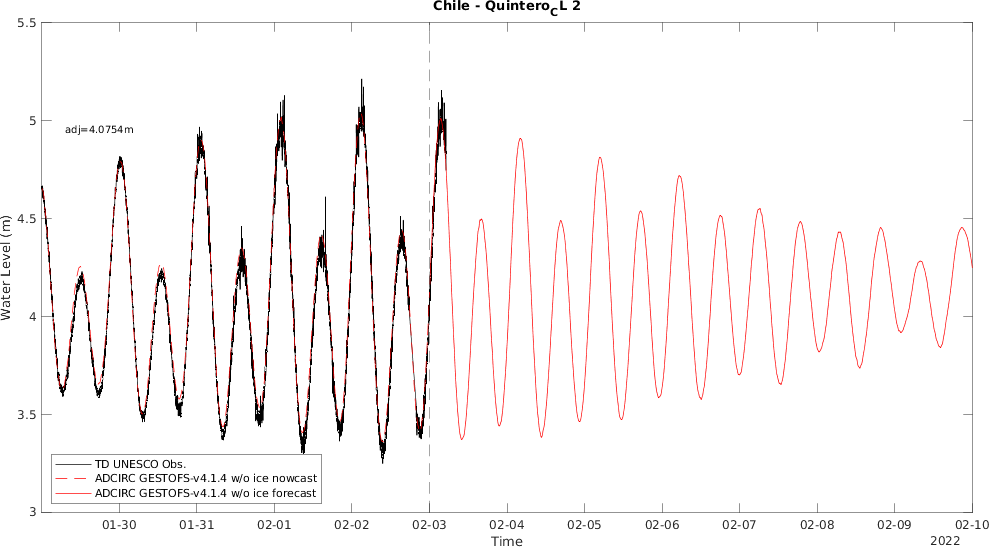 Chile - Quintero_CL 2
5.5
5
4.5
4
3.5
3
Water Level (m)
adj=4.0754m
TD UNESCO Obs.
ADCIRC GESTOFS-v4.1.4 w/o ice nowcast
ADCIRC GESTOFS-v4.1.4 w/o ice forecast
01-30 01-31 02-01 02-02 02-03 02-04 02-05 02-06 02-07 02-08 02-09 02-10
Time
2022